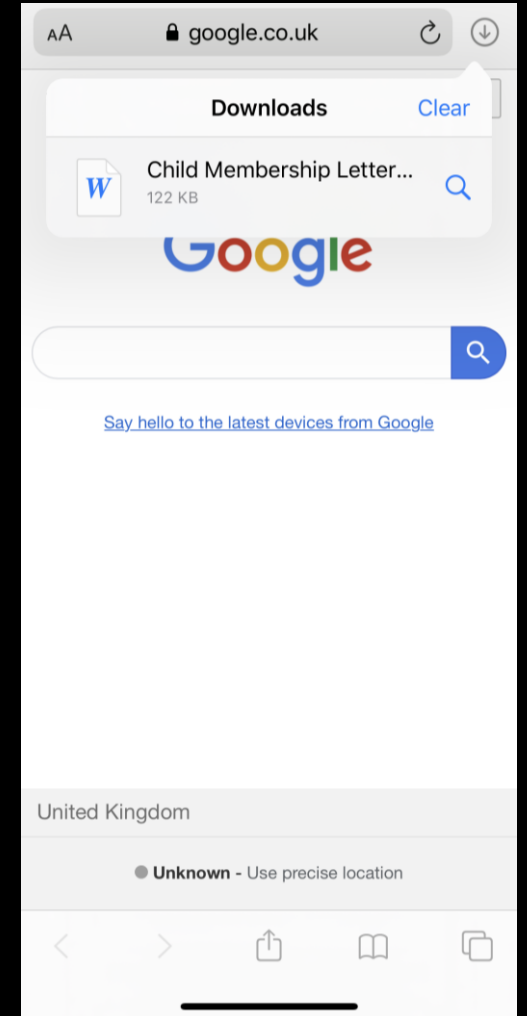 AA google.co.uk
Downloads Clear
W Child Membership Letter...
122 KB
Google
Say hello to the latest devices from Google
United Kingdom
Unknown - Use precise location